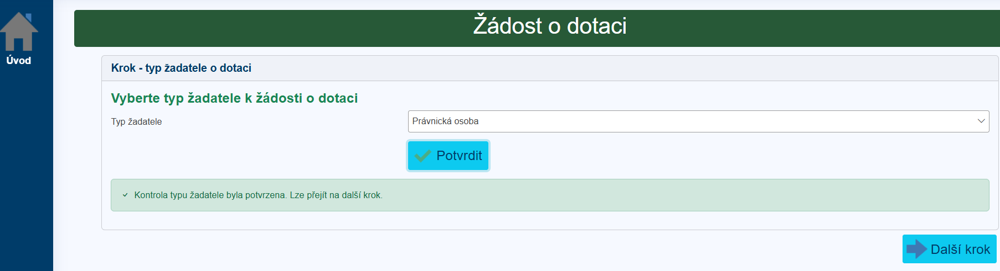 Žádost o dotaci
Úvod
Krok - typ žadatele o dotaci
Vyberte typ žadatele k žádosti o dotaci
Typ žadatele
Právnická osoba
Potvrdit
Kontrola typu žadatele byla potvrzena. Lze přejít na další krok.
Další krok